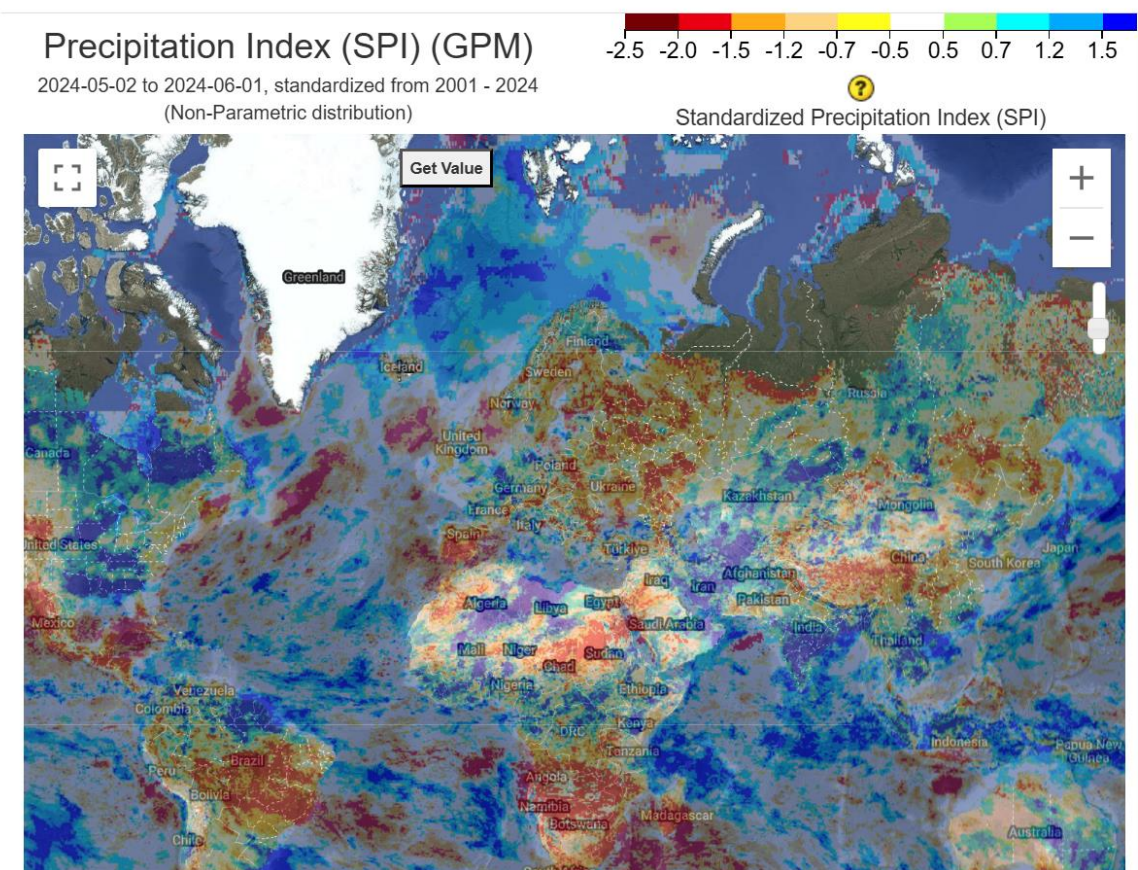 Precipitation Index (SPI) (GPM)
2024-05-02 to 2024-06-01, standardized from 2001 - 2024
(Non-Parametric distribution)
-2.5 -2.0 -1.5 -1.2 -0.7 -0.5 0.5 0.7 1.2 1.5
?
Standardized Precipitation Index (SPI)
Get Value
+
−
Greenland
Finland
Iceland
Sweden
Russia
Norway
United
Kingdom
Canada
Poland
Germany
Ukraine
Kazakhstan
Mongolia
France
Italy
Spain
United States
Türkiye
Japan
China
South Korea
Iraq
Iran
Afghanistan
Pakistan
Algeria
Libya
Egypt
Mexico
Saudi Arabia
India
Thailand
Mali
Niger
Chad
Sudan
Nigeria
Ethiopia
Venezuela
Colombia
Kenya
DRC
Indonesia
Papua New
Guinea
Tanzania
Brazil
Peru
Angola
Bolivia
Namibia
Madagascar
Botswana
Chile
Australia